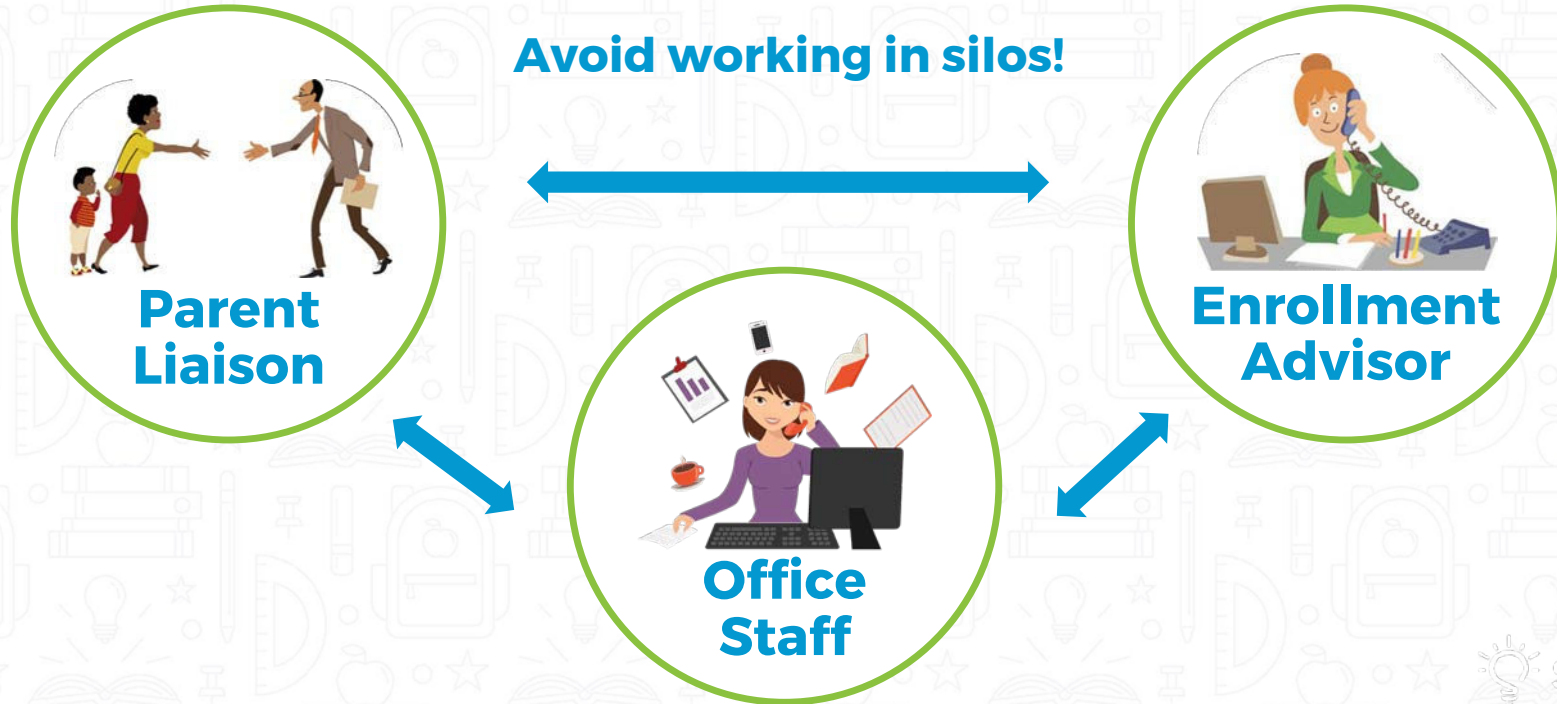 Avoid working in silos!
Parent
Liaison
Enrollment
Advisor
Office
Staff